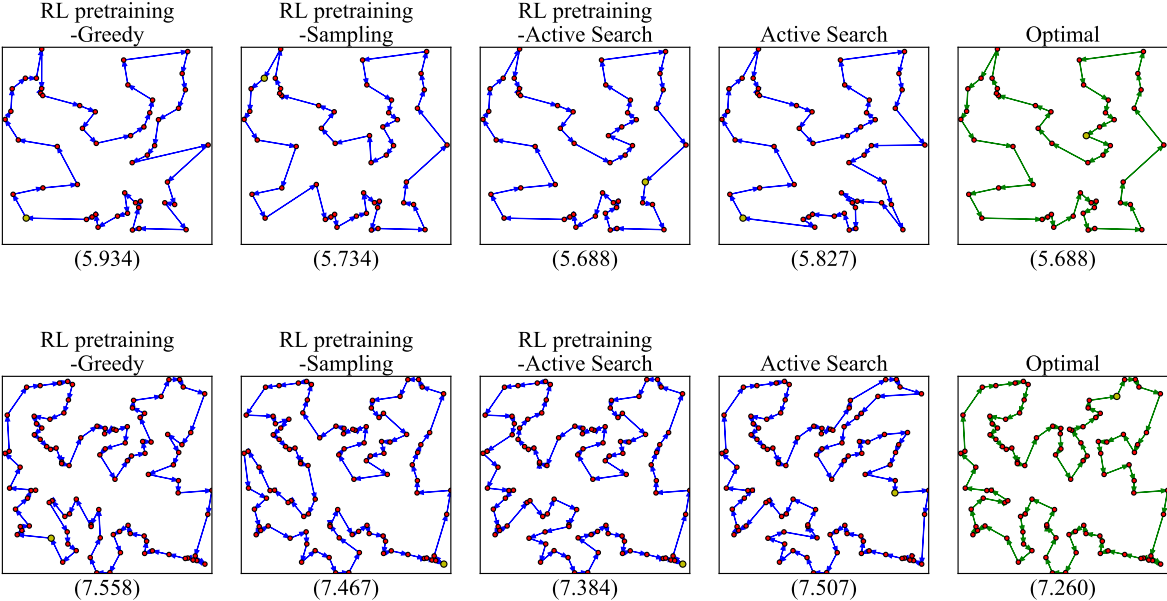 RL pretraining
-Greedy
RL pretraining
-Sampling
RL pretraining
-Active Search
Active Search
Optimal
(5.934)
(5.734)
(5.688)
(5.827)
(5.688)
RL pretraining
-Greedy
RL pretraining
-Sampling
RL pretraining
-Active Search
Active Search
Optimal
(7.558)
(7.467)
(7.384)
(7.507)
(7.260)